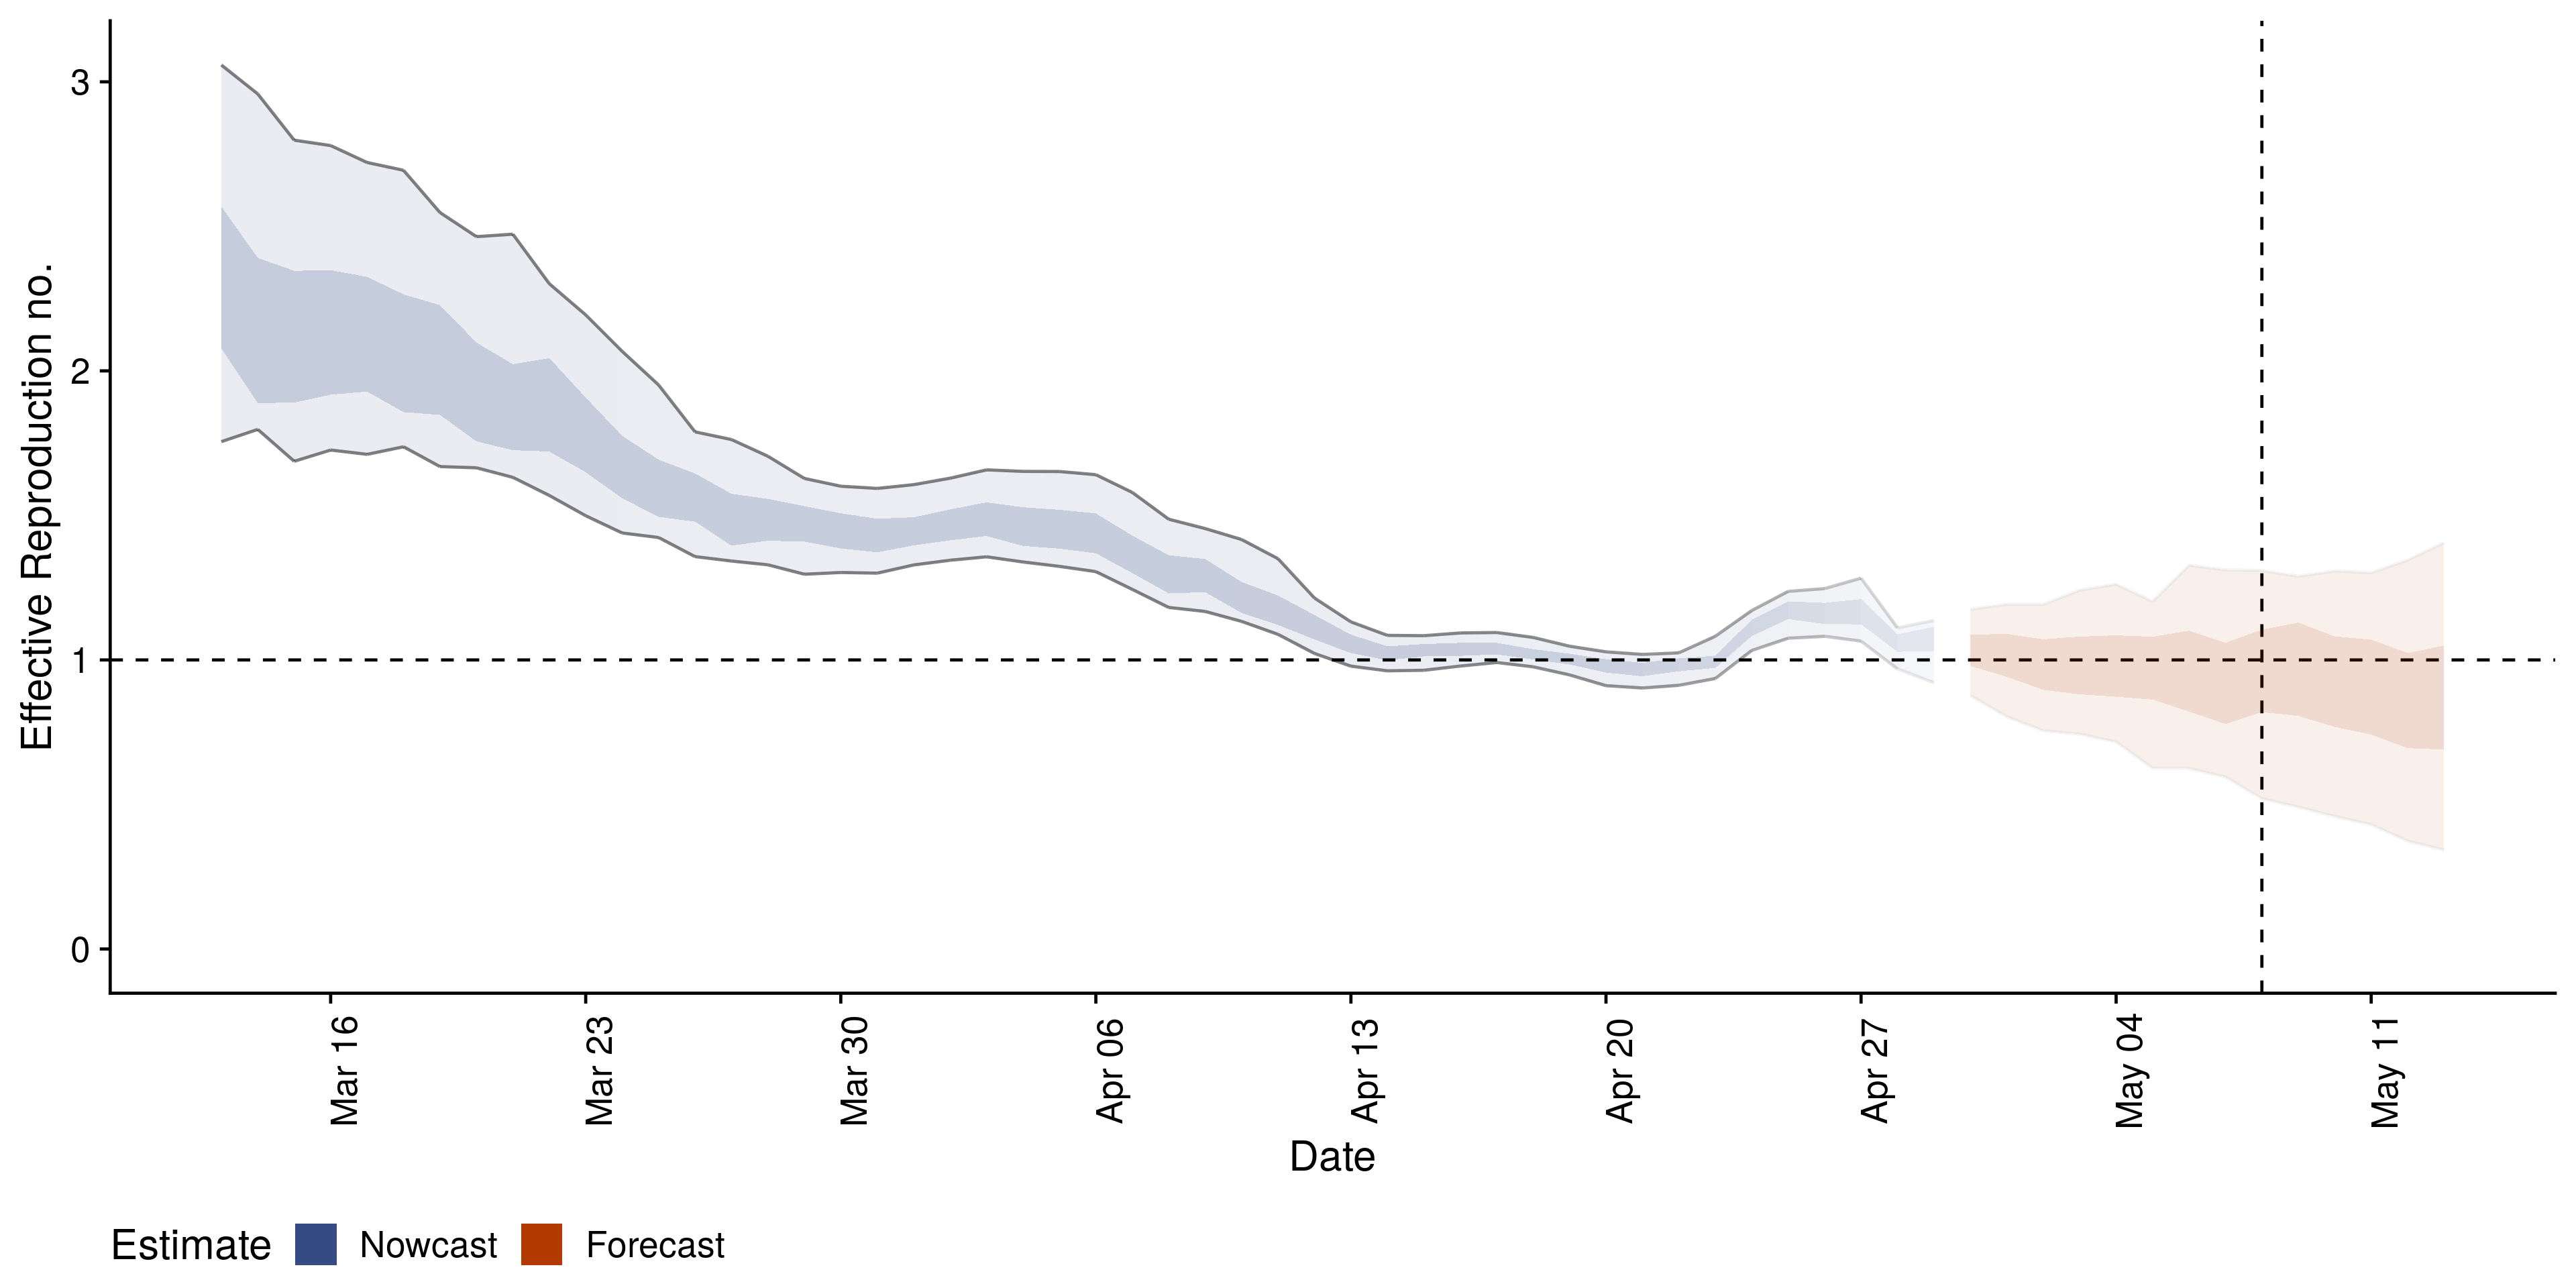 Effective Reproduction no.
3
2
1
0
Mar 16
Mar 23
Mar 30
Apr 06
Apr 13
Apr 20
Apr 27
May 04
May 11
Date
Estimate Nowcast Forecast